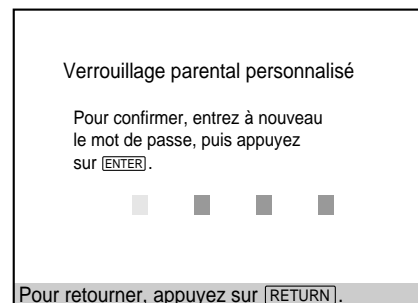 Verrouillage parental personnalisé
Pour confirmer, entrez à nouveau
le mot de passe, puis appuyez
sur ENTER.
Pour retourner, appuyez sur RETURN.